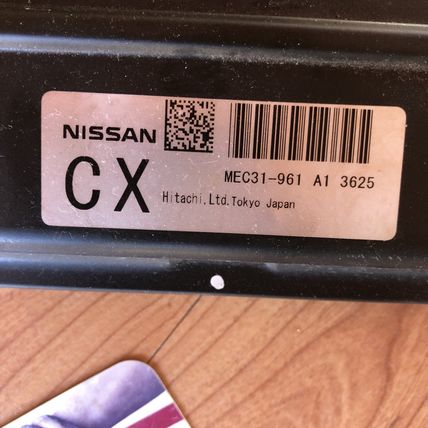 NISSAN
CX
MEC31-961 A1 3625
Hitachi,Ltd.Tokyo Japan